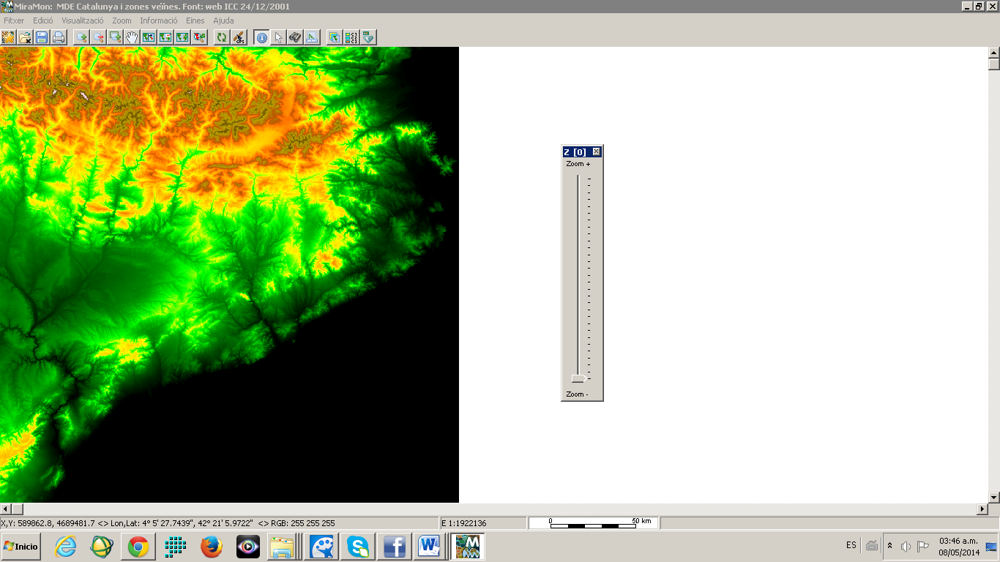 MiraMon: MDE Catalunya i zones veïnes. Font: web ICC 24/12/2001
Fitxer Edició Visualització Zoom Informació Eines Ajuda
GPS
Z [0]
Zoom +
Zoom -
X,Y: 589862.8, 4689481.7 <> Lon,Lat: 4° 5' 27.7439", 42° 21' 5.9722" <> RGB: 255 255 255
E 1:1922136
0 50 km
Inicio
ES
03:46 a.m.
08/05/2014